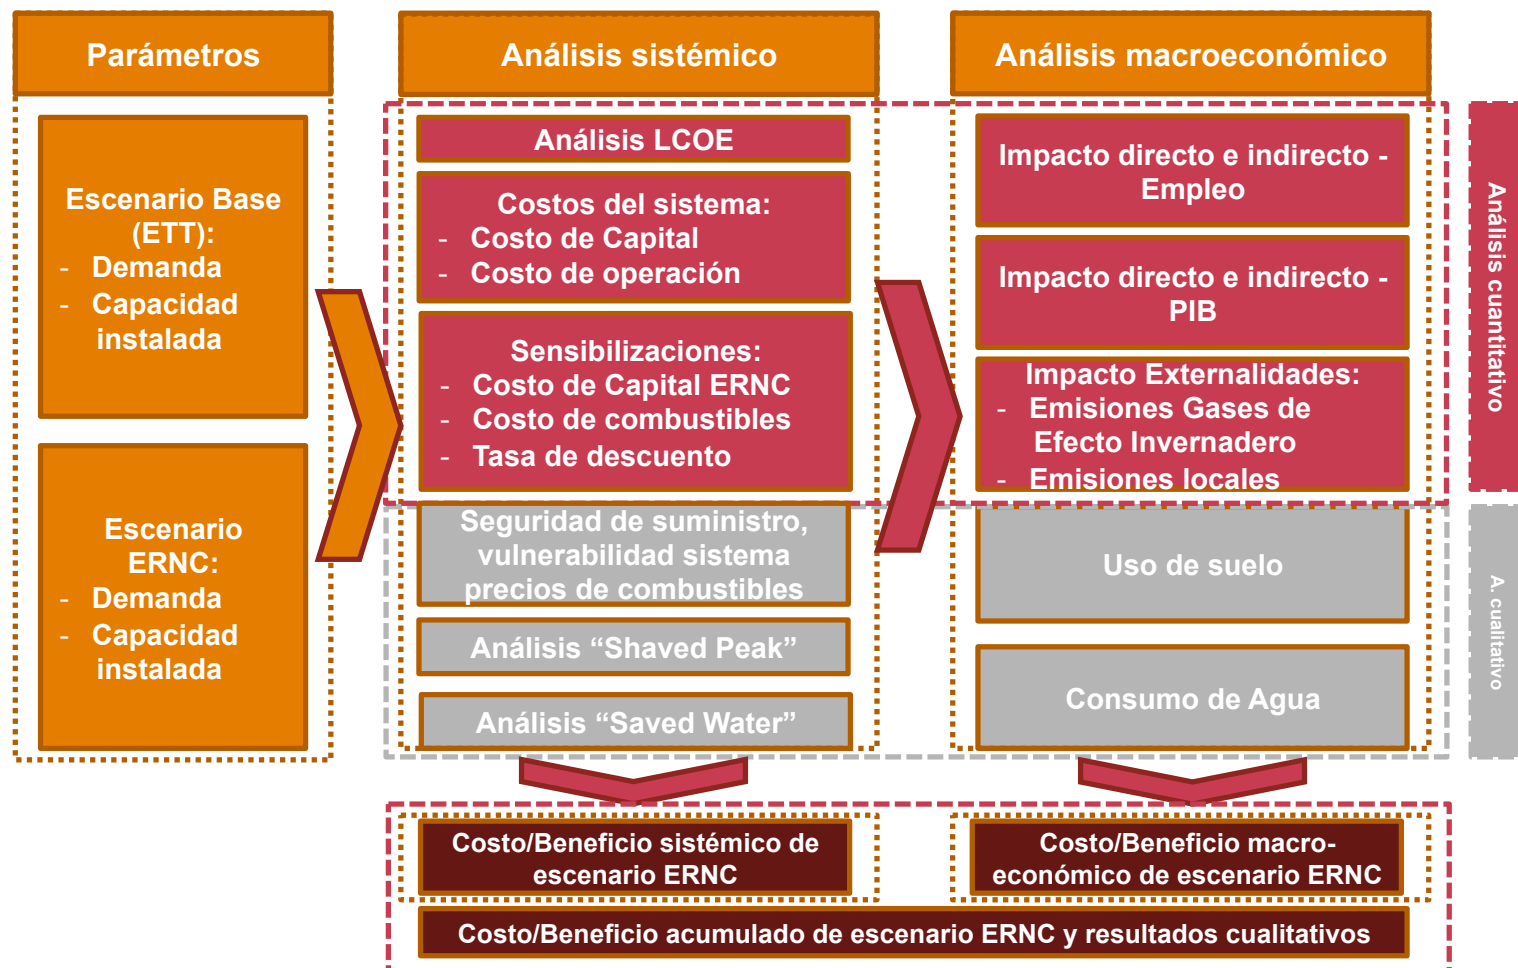 Parámetros
Escenario Base
(ETT):
- Demanda
- Capacidad
instalada
Escenario
ERNC:
- Demanda
- Capacidad
instalada
Análisis sistémico
Análisis LCOE
Costos del sistema:
- Costo de Capital
- Costo de operación
Sensibilizaciones:
- Costo de Capital ERNC
- Costo de combustibles
- Tasa de descuento
Seguridad de suministro,
vulnerabilidad sistema
precios de combustibles
Análisis “Shaved Peak”
Análisis “Saved Water”
Análisis macroeconómico
Impacto directo e indirecto -
Empleo
Impacto directo e indirecto -
PIB
Impacto Externalidades:
- Emisiones Gases de
Efecto Invernadero
- Emisiones locales
Uso de suelo
Consumo de Agua
Análisis cuantitativo
A. cualitativo
Costo/Beneficio sistémico de
escenario ERNC
Costo/Beneficio macro-
económico de escenario ERNC
Costo/Beneficio acumulado de escenario ERNC y resultados cualitativos